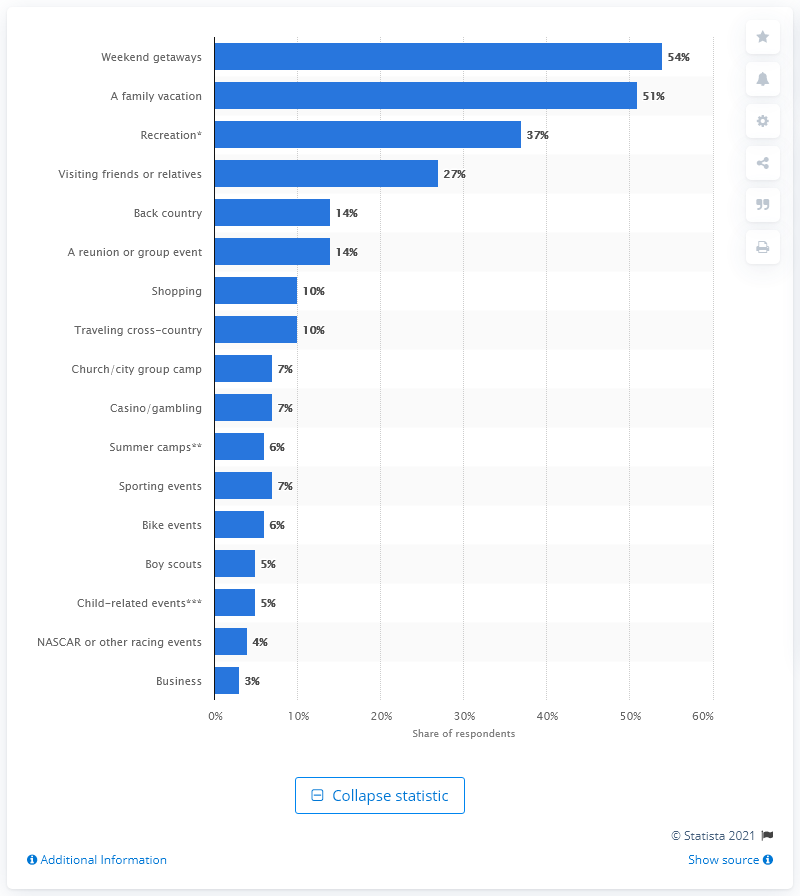 Weekend getaways 54%
A family vacation 51%
Recreation* 37%
Visiting friends or relatives 27%
Back country 14%
A reunion or group event 14%
Shopping 10%
Traveling cross-country 10%
Church/city group camp 7%
Casino/gambling 7%
Summer camps** 6%
Sporting events 7%
Bike events 6%
Boy scouts 5%
Child-related events*** 5%
NASCAR or other racing events 4%
Business 3%
0% 10% 20% 30% 40% 50% 60%
Share of respondents
Collapse statistic
© Statista 2021
Additional Information Show source